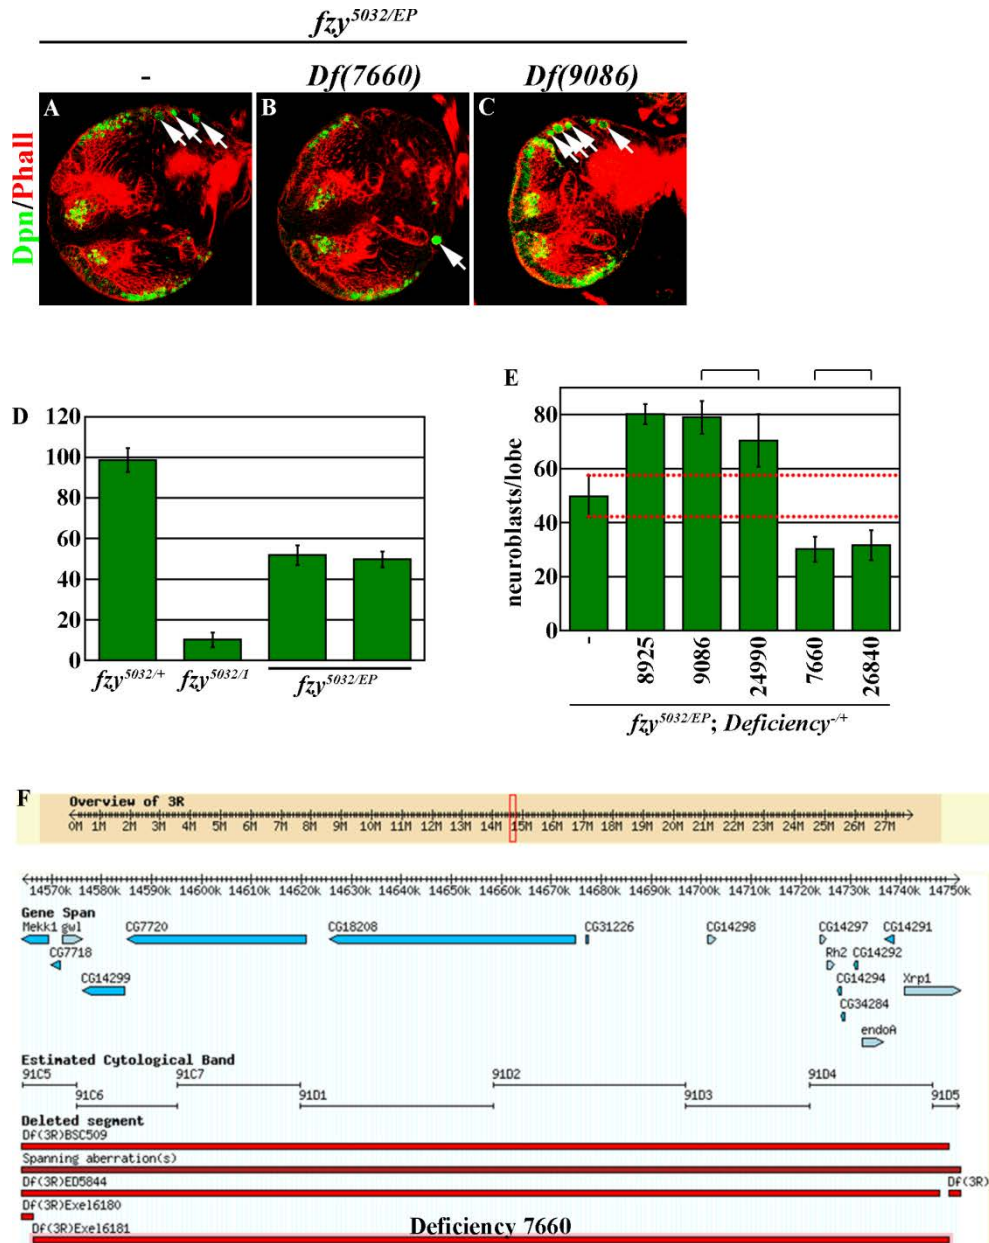 fzy5032/EP
- Df(7660) Df(9086)
A B C
Dpn/Phall
D
120
100
80
60
40
20
0
fzy5032/+ fzy5032/1 fzy5032/EP
E
neuroblasts/lobe
80
60
40
20
0
- 8925 9086 24990 7660 26840
fzy5032/EP; Deficiency-/+
F
Overview of 3R
0M 1M 2M 3M 4M 5M 6M 7M 8M 9M 10M 11M 12M 13M 14M 15M 16M 17M 18M 19M 20M 21M 22M 23M 24M 25M 26M 27M
14570k 14580k 14590k 14600k 14610k 14620k 14630k 14640k 14650k 14660k 14670k 14680k 14690k 14700k 14710k 14720k 14730k 14740k 14750k
Gene Span
Mekk1 gwl CG7720 CG18208 CG31226 CG14298 CG14297 CG14291
CG7718 Rh2 CG14292
CG14299 CG14294 Xrp1
CG34284
endoA
Estimated Cytological Band
91C5 91C7 91D2 91D4
91C6 91D1 91D3 91D5
Deleted segment
Df(3R)BSC509
Spanning aberration(s)
Df(3R)ED5844 Df(3R)
Df(3R)Exel6180
Df(3R)Exel6181 Deficiency 7660